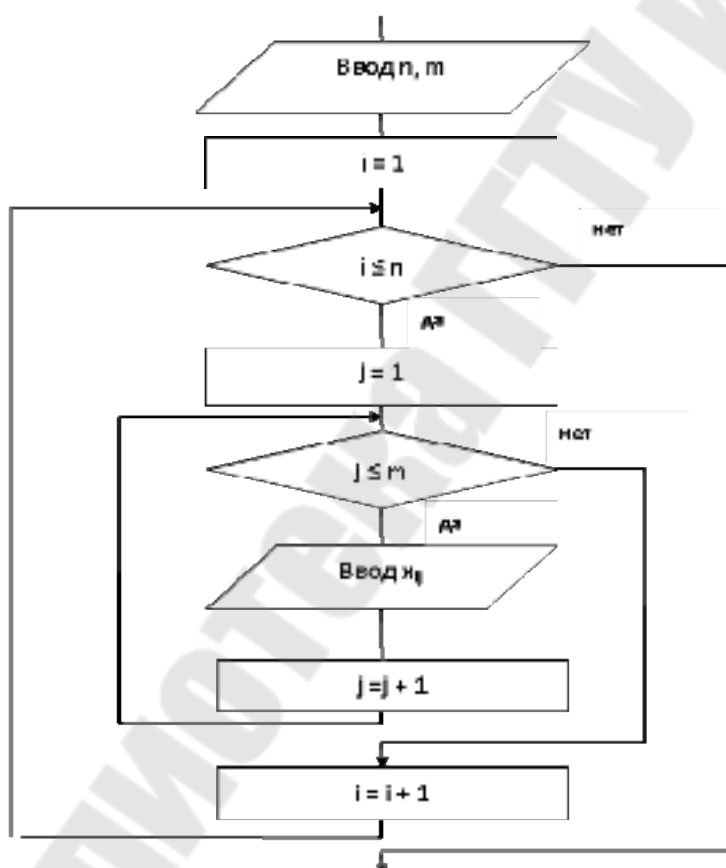 Ввод n, m
i = 1
нет
i ≤ n
да
j = 1
нет
j ≤ m
да
Ввод xij
j =j + 1
i = i + 1